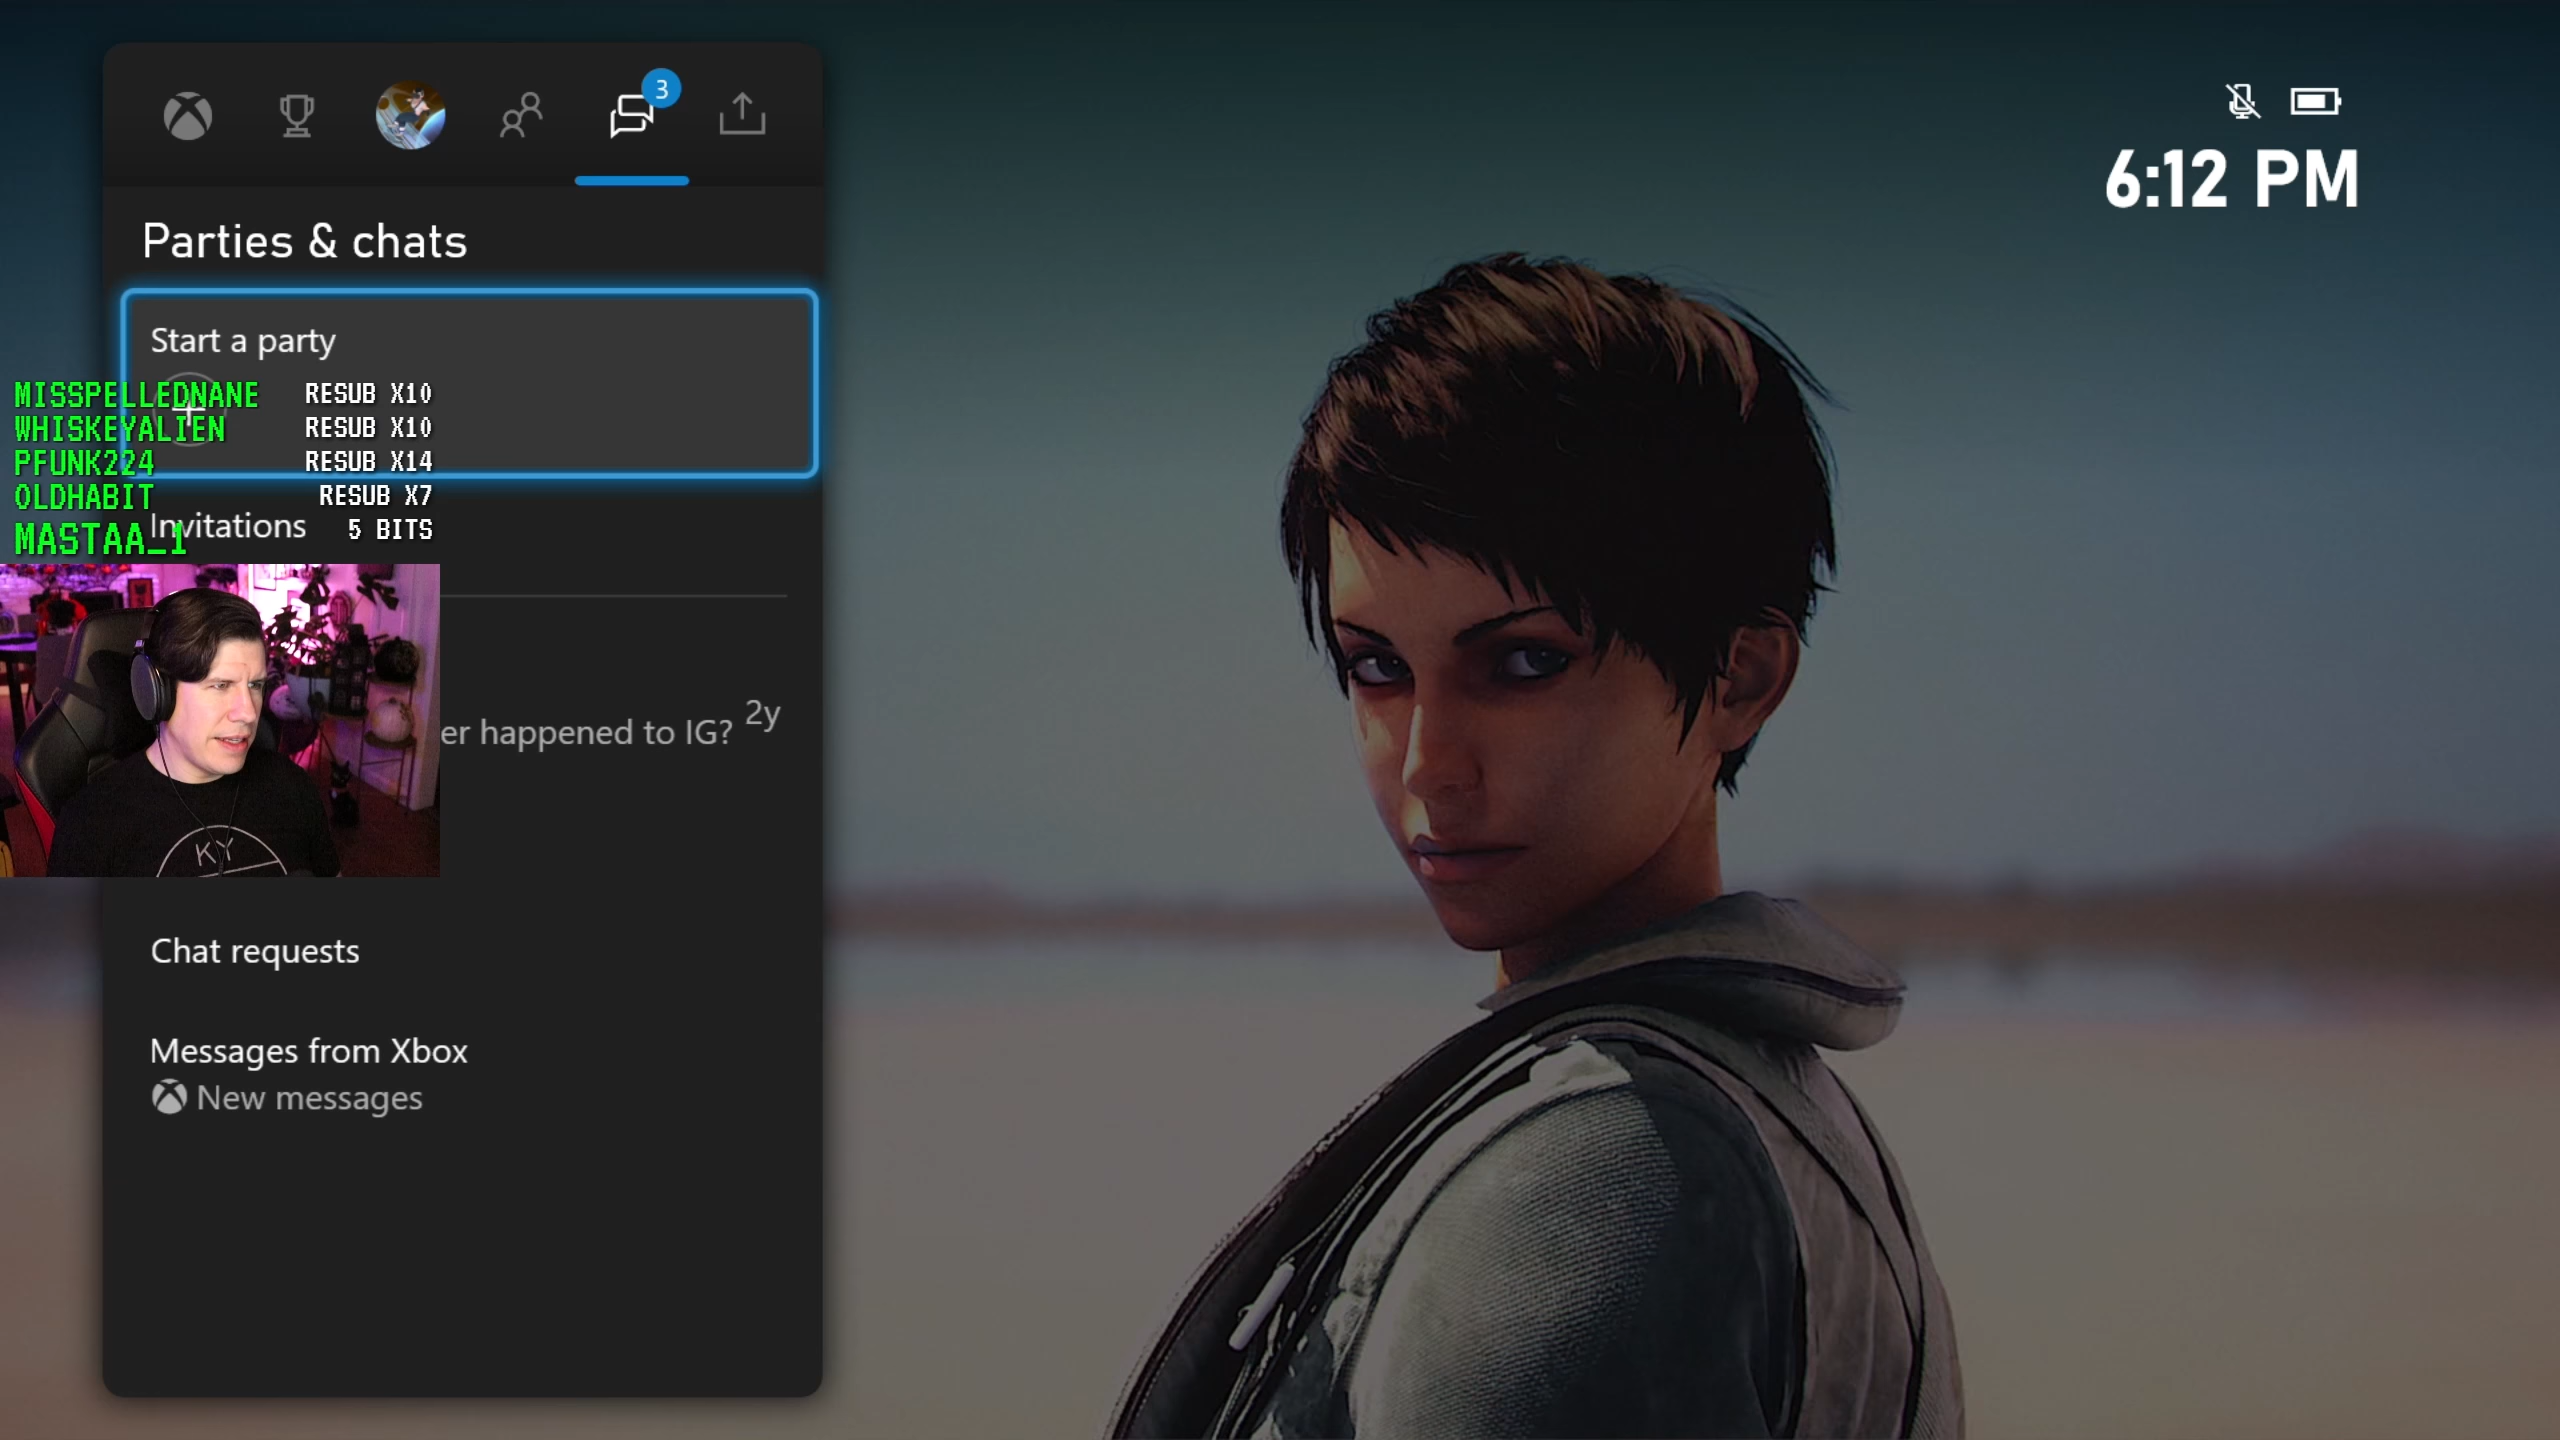 3
6:12 PM
Parties & chats
Start a party
MISSPELLEDNANE RESUB X10
WHISKEYALIEN RESUB X10
PFUNK224 RESUB X14
OLDHABIT RESUB X7
Invitations
MASTAA_1 5 BITS
er happened to IG? 2y
KY
Chat requests
Messages from Xbox
New messages